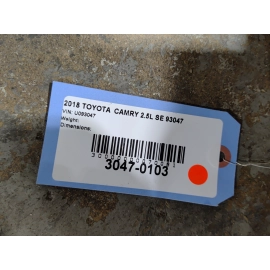 2018 TOYOTA CAMRY 2.5L SE 93047
VIN: U093047
Weight:
Dimensions:
3047-0103